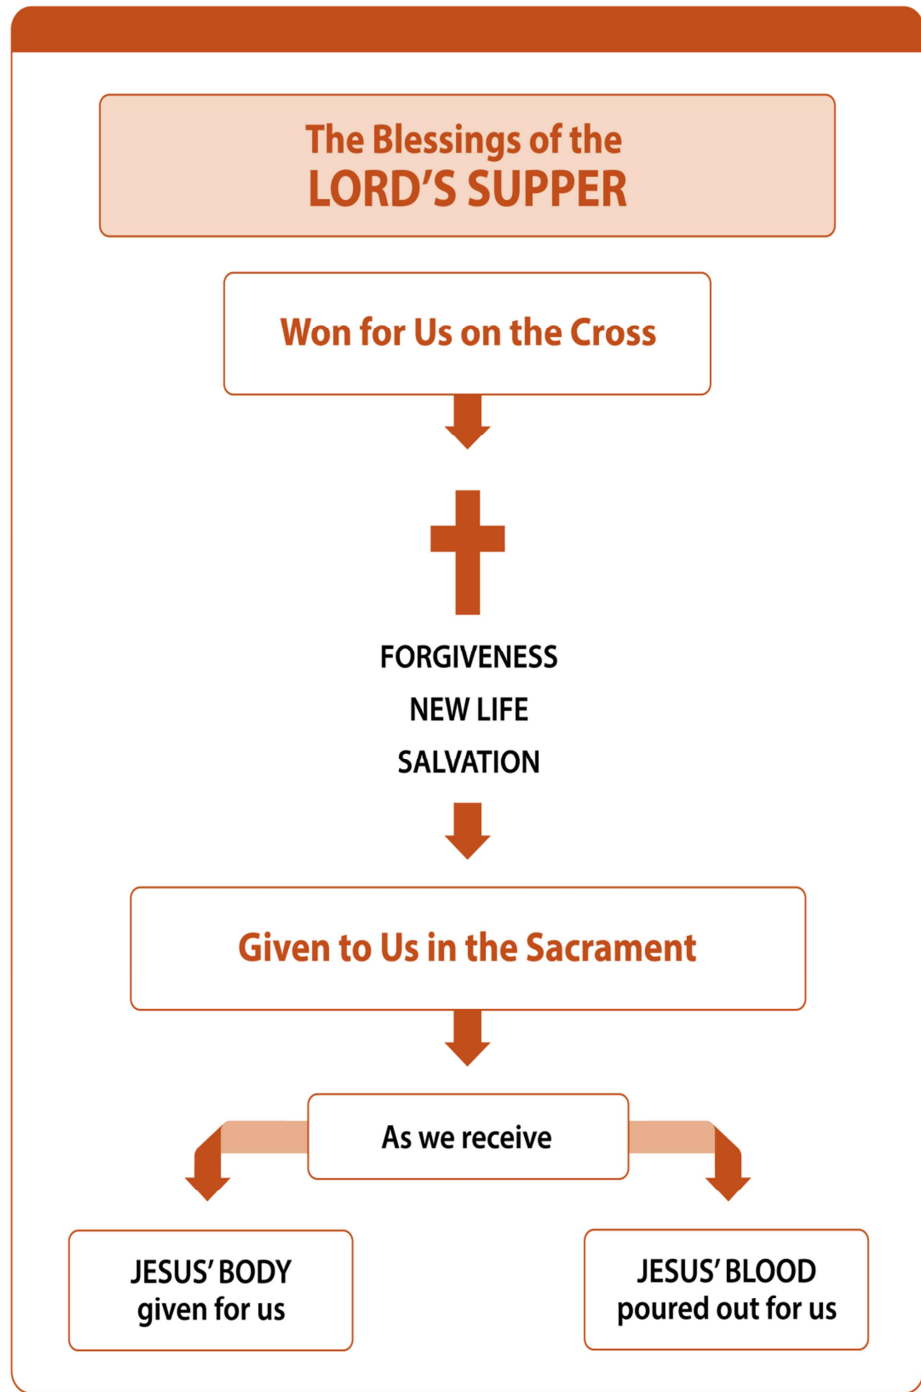 The Blessings of the
LORD’S SUPPER
Won for Us on the Cross
FORGIVENESS
NEW LIFE
SALVATION
Given to Us in the Sacrament
As we receive
JESUS’ BODY
given for us
JESUS’ BLOOD
poured out for us